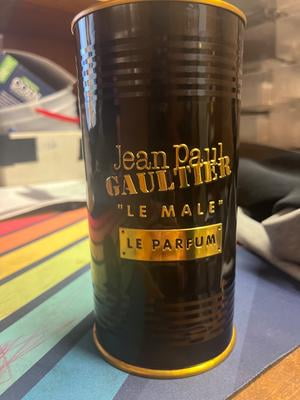 Jean Paul
GAULTIER
"LE MALE"
LE PARFUM